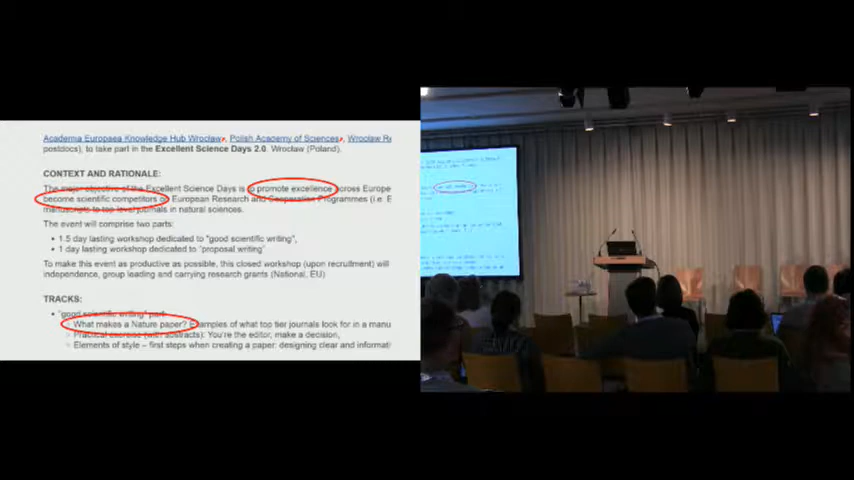 Academia Europaea Knowledge Hub Wrocław, Polish Academy of Sciences, Wrocław Re
postdocs), to take part in the Excellent Science Days 2.0. Wrocław (Poland).
CONTEXT AND RATIONALE:
The major objective of the Excellent Science Days is to promote excellence across Europe
become scientific competitors of European Research and Cooperation Programmes (i.e. E
manuscripts to top level journals in natural sciences.
The event will comprise two parts:
• 1.5 day lasting workshop dedicated to "good scientific writing",
• 1 day lasting workshop dedicated to "proposal writing"
To make this event as productive as possible, this closed workshop (upon recruitment) will
independence, group leading and carrying research grants (National, EU)
TRACKS:
• "good scientific writing" part:
What makes a Nature paper? Examples of what top tier journals look for in a manu
Practical exercise (with abstracts): You're the editor, make a decision,
Elements of style – first steps when creating a paper: designing clear and informati